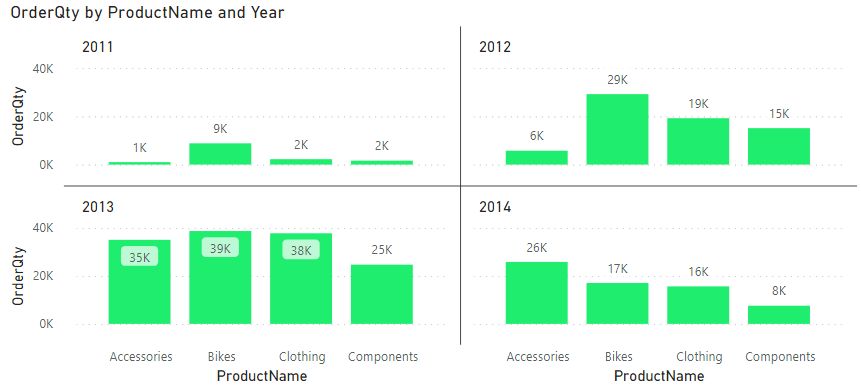 OrderQty by ProductName and Year
2011
OrderQty
40K
20K
0K
1K
9K
2K
2K
2012
6K
29K
19K
15K
2013
OrderQty
40K
20K
0K
35K
39K
38K
25K
2014
26K
17K
16K
8K
Accessories Bikes Clothing Components
ProductName
Accessories Bikes Clothing Components
ProductName